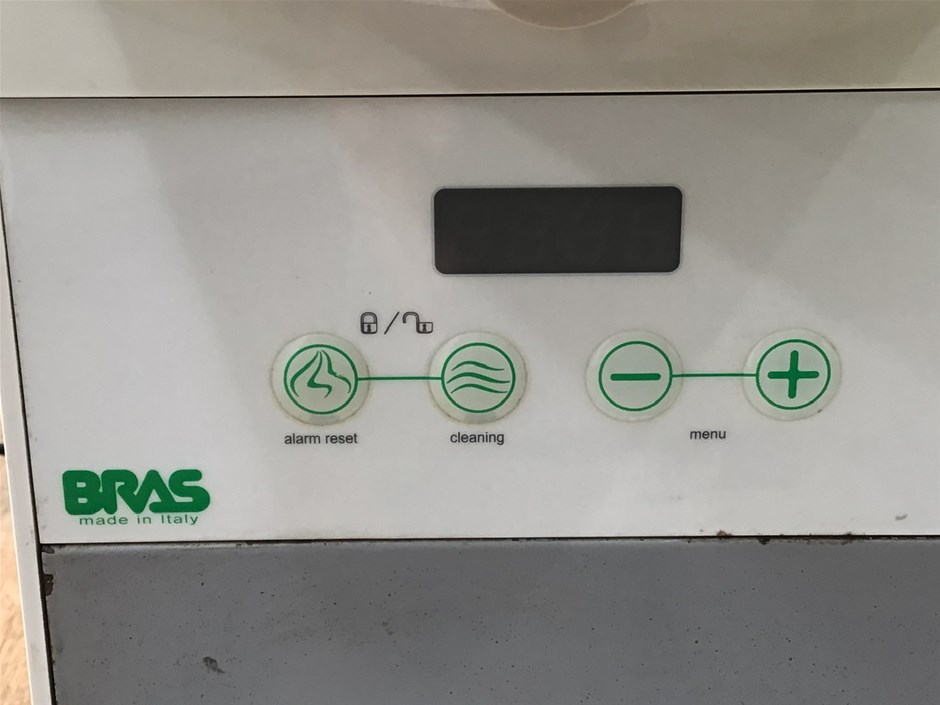 alarm reset
cleaning
menu
BRAS
made in Italy